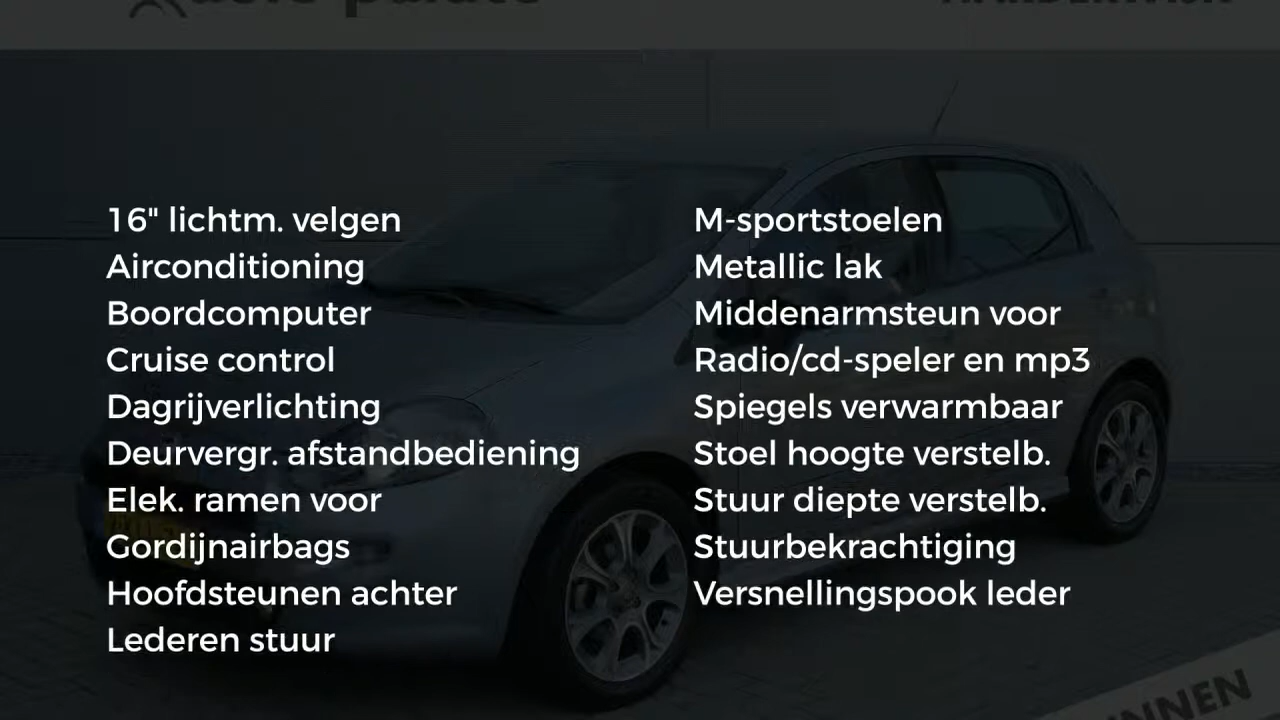 16" lichtm. velgen
Airconditioning
Boordcomputer
Cruise control
Dagrijverlichting
Deurvergr. afstandbediening
Elek. ramen voor
Gordijnairbags
Hoofdsteunen achter
Lederen stuur
M-sportstoelen
Metallic lak
Middenarmsteun voor
Radio/cd-speler en mp3
Spiegels verwarmbaar
Stoel hoogte verstelb.
Stuur diepte verstelb.
Stuurbekrachtiging
Versnellingspook leder